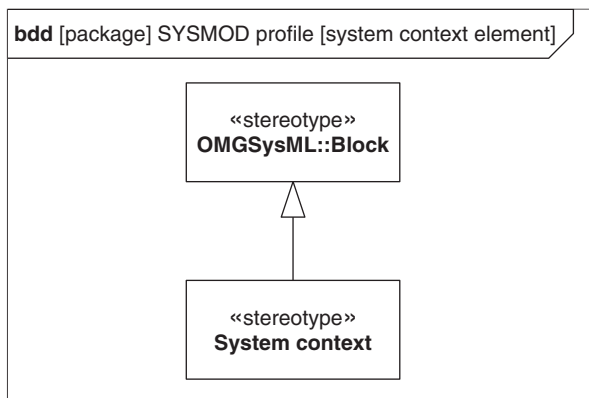 bdd [package] SYSMOD profile [system context element]
«stereotype»
OMGSysML::Block
«stereotype»
System context